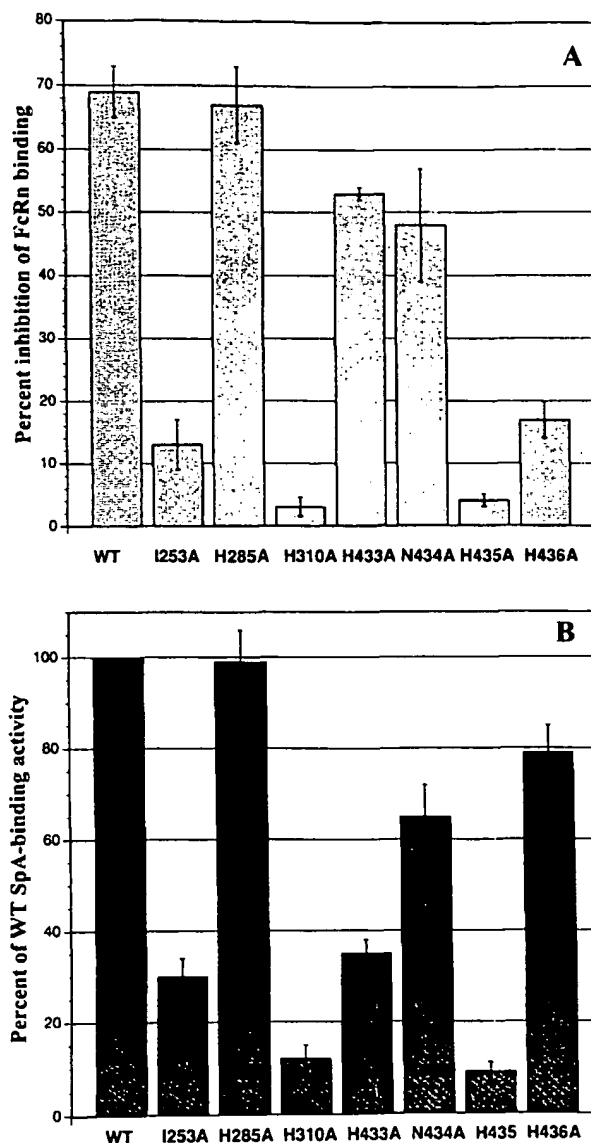 A
Percent inhibition of FcRn binding
80
70
60
50
40
30
20
10
0
WT I253A H285A H310A H433A N434A H435A H436A
B
Percent of WT SpA-binding activity
100
80
60
40
20
0
WT I253A H285A H310A H433A N434A H435 H436A